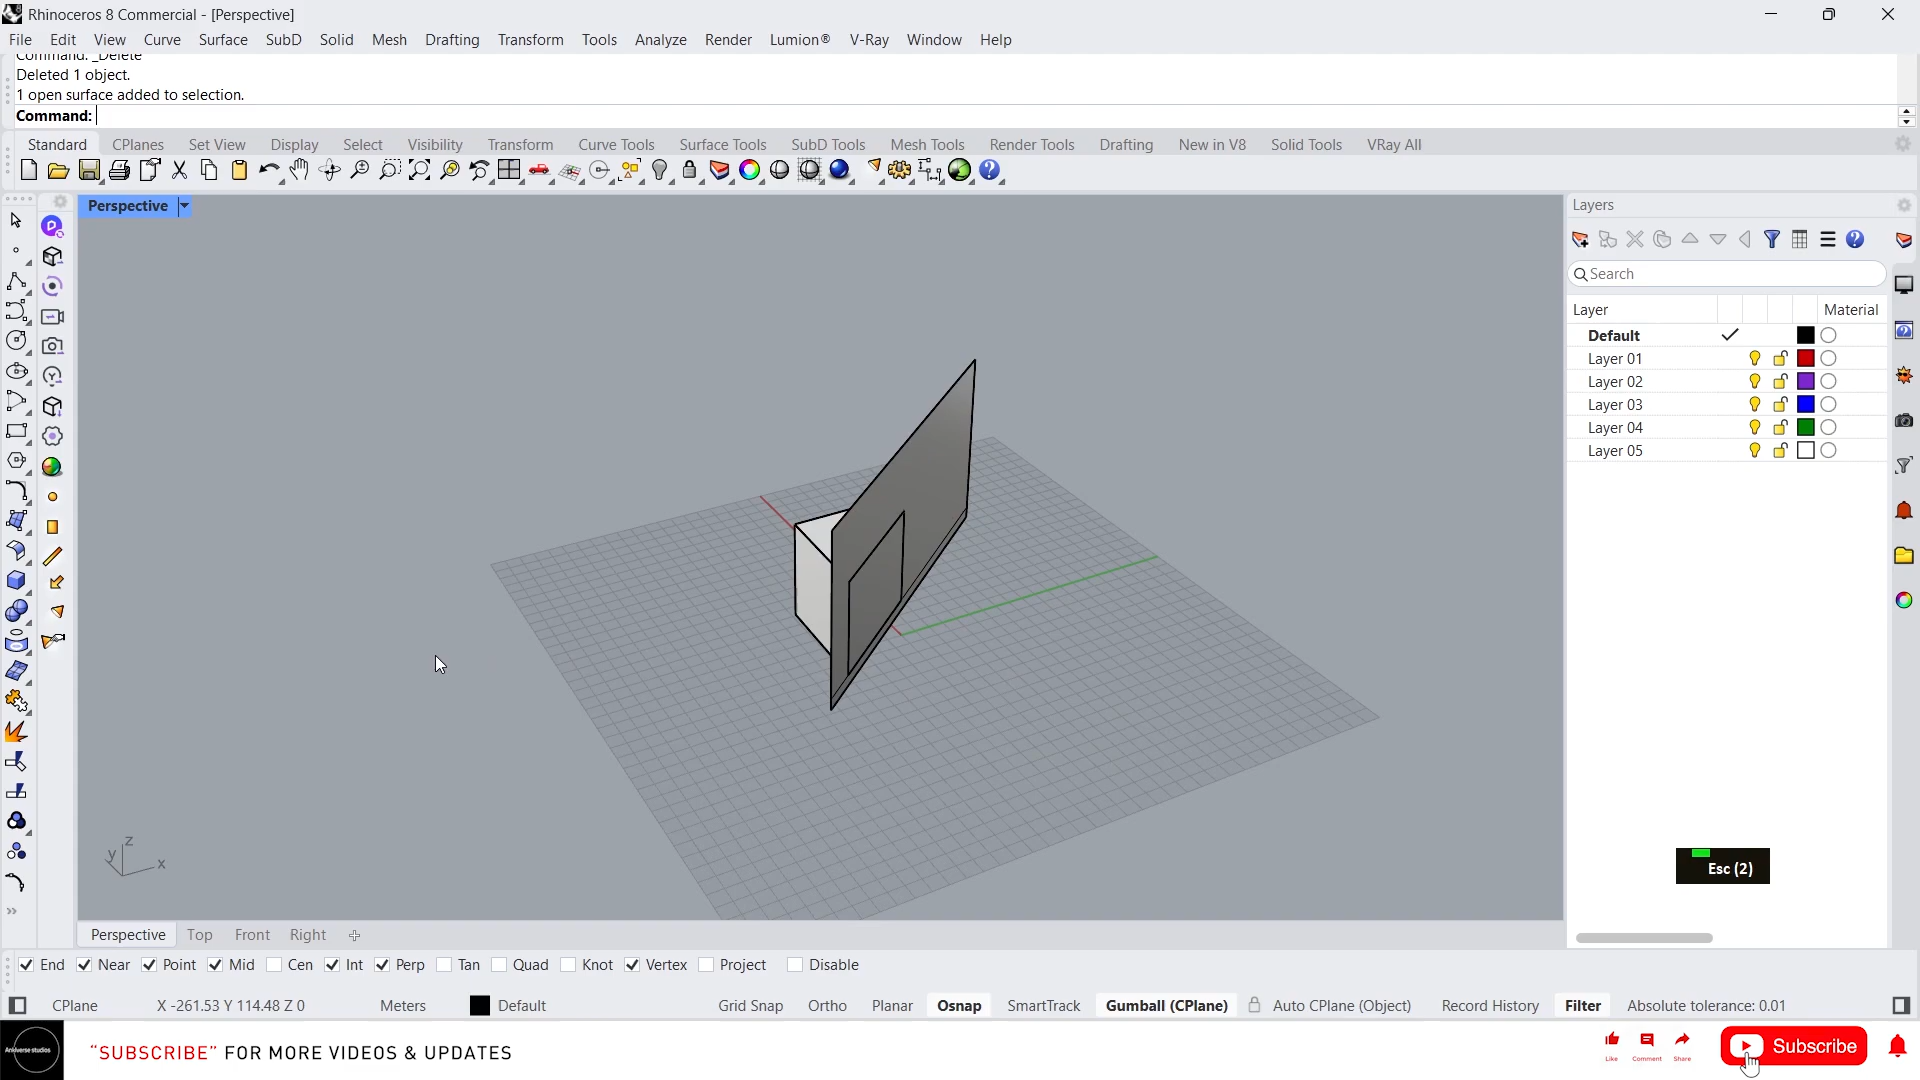 Rhinoceros 8 Commercial - [Perspective]
File Edit View Curve Surface SubD Solid Mesh Drafting Transform Tools Analyze Render Lumion® V-Ray Window Help
Command: _Delete
Deleted 1 object.
1 open surface added to selection.
Command:
Standard CPlanes Set View Display Select Visibility Transform Curve Tools Surface Tools SubD Tools Mesh Tools Render Tools Drafting New in V8 Solid Tools VRay All
Perspective
Layers
Search
Layer Material
Default
Layer 01
Layer 02
Layer 03
Layer 04
Layer 05
z
y
x
Esc (2)
Perspective Top Front Right
End Near Point Mid Cen Int Perp Tan Quad Knot Vertex Project Disable
CPlane X -261.53 Y 114.48 Z 0 Meters Default Grid Snap Ortho Planar Osnap SmartTrack Gumball (CPlane) Auto CPlane (Object) Record History Filter Absolute tolerance: 0.01
"SUBSCRIBE" FOR MORE VIDEOS & UPDATES
Like Comment Share
Subscribe